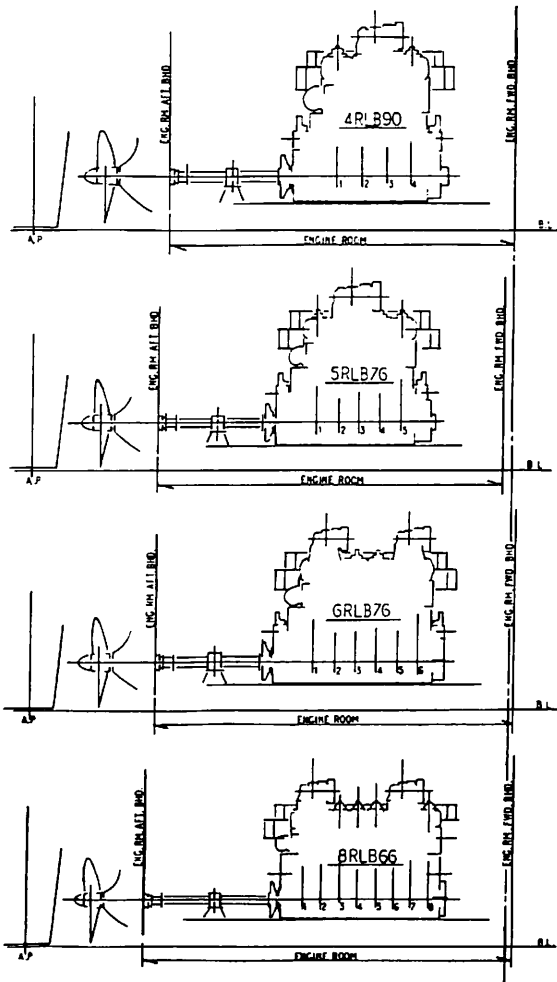 ENG. RM. AFT BHD.
ENG. RM. FWD. BHD.
4RLB90
1 2 3 4
A.P
B.L
ENGINE ROOM
ENG. RM. AFT BHD.
ENG. RM. FWD. BHD.
5RLB76
1 2 3 4 5
A.P
B.L
ENGINE ROOM
ENG. RM. AFT BHD.
ENG. RM. FWD. BHD.
6RLB76
1 2 3 4 5 6
A.P
B.L.
ENGINE ROOM
ENG. RM. AFT BHD.
ENG. RM. FWD. BHD.
8RLB66
1 2 3 4 5 6 7 8
A.P
B.L
ENGINE ROOM